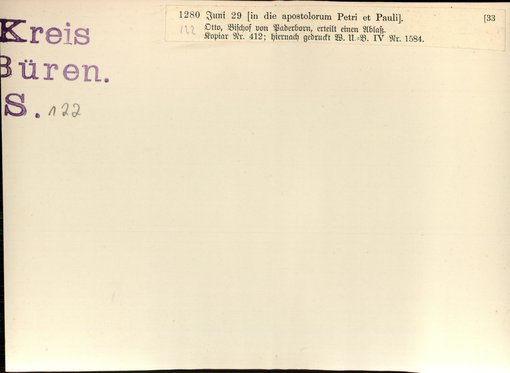 Kreis
Büren.
S. 122
1280 Juni 29 [in die apostolorum Petri et Pauli]. [33
122 Otto, Bischof von Paderborn, erteilt einen Ablaß.
Kopiar Nr. 412; hiernach gedruckt W. U.-B. IV Nr. 1584.